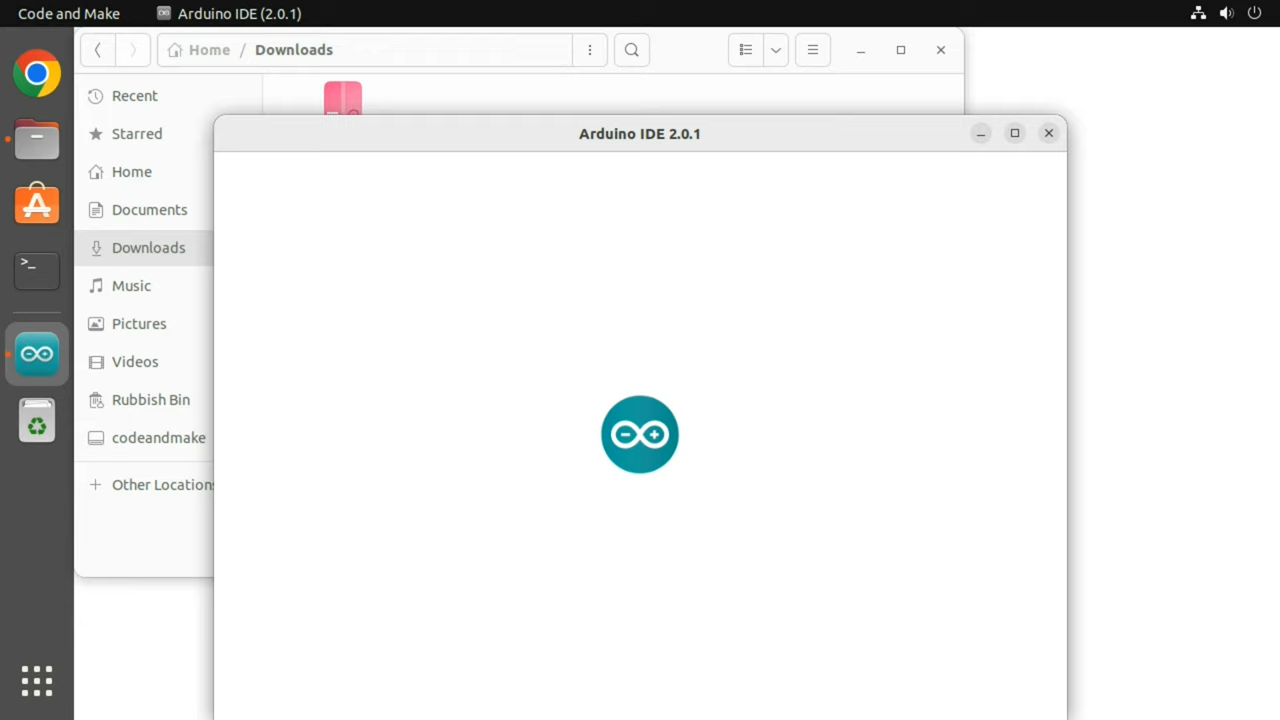 Code and Make
Arduino IDE (2.0.1)
Home / Downloads
Recent
Starred
Home
Documents
Downloads
Music
Pictures
Videos
Rubbish Bin
codeandmake
+ Other Locations
Arduino IDE 2.0.1
>_